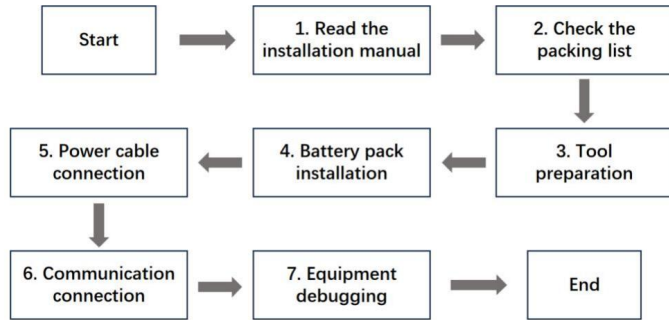 Start
1. Read the
installation manual
2. Check the
packing list
3. Tool
preparation
4. Battery pack
installation
5. Power cable
connection
6. Communication
connection
7. Equipment
debugging
End